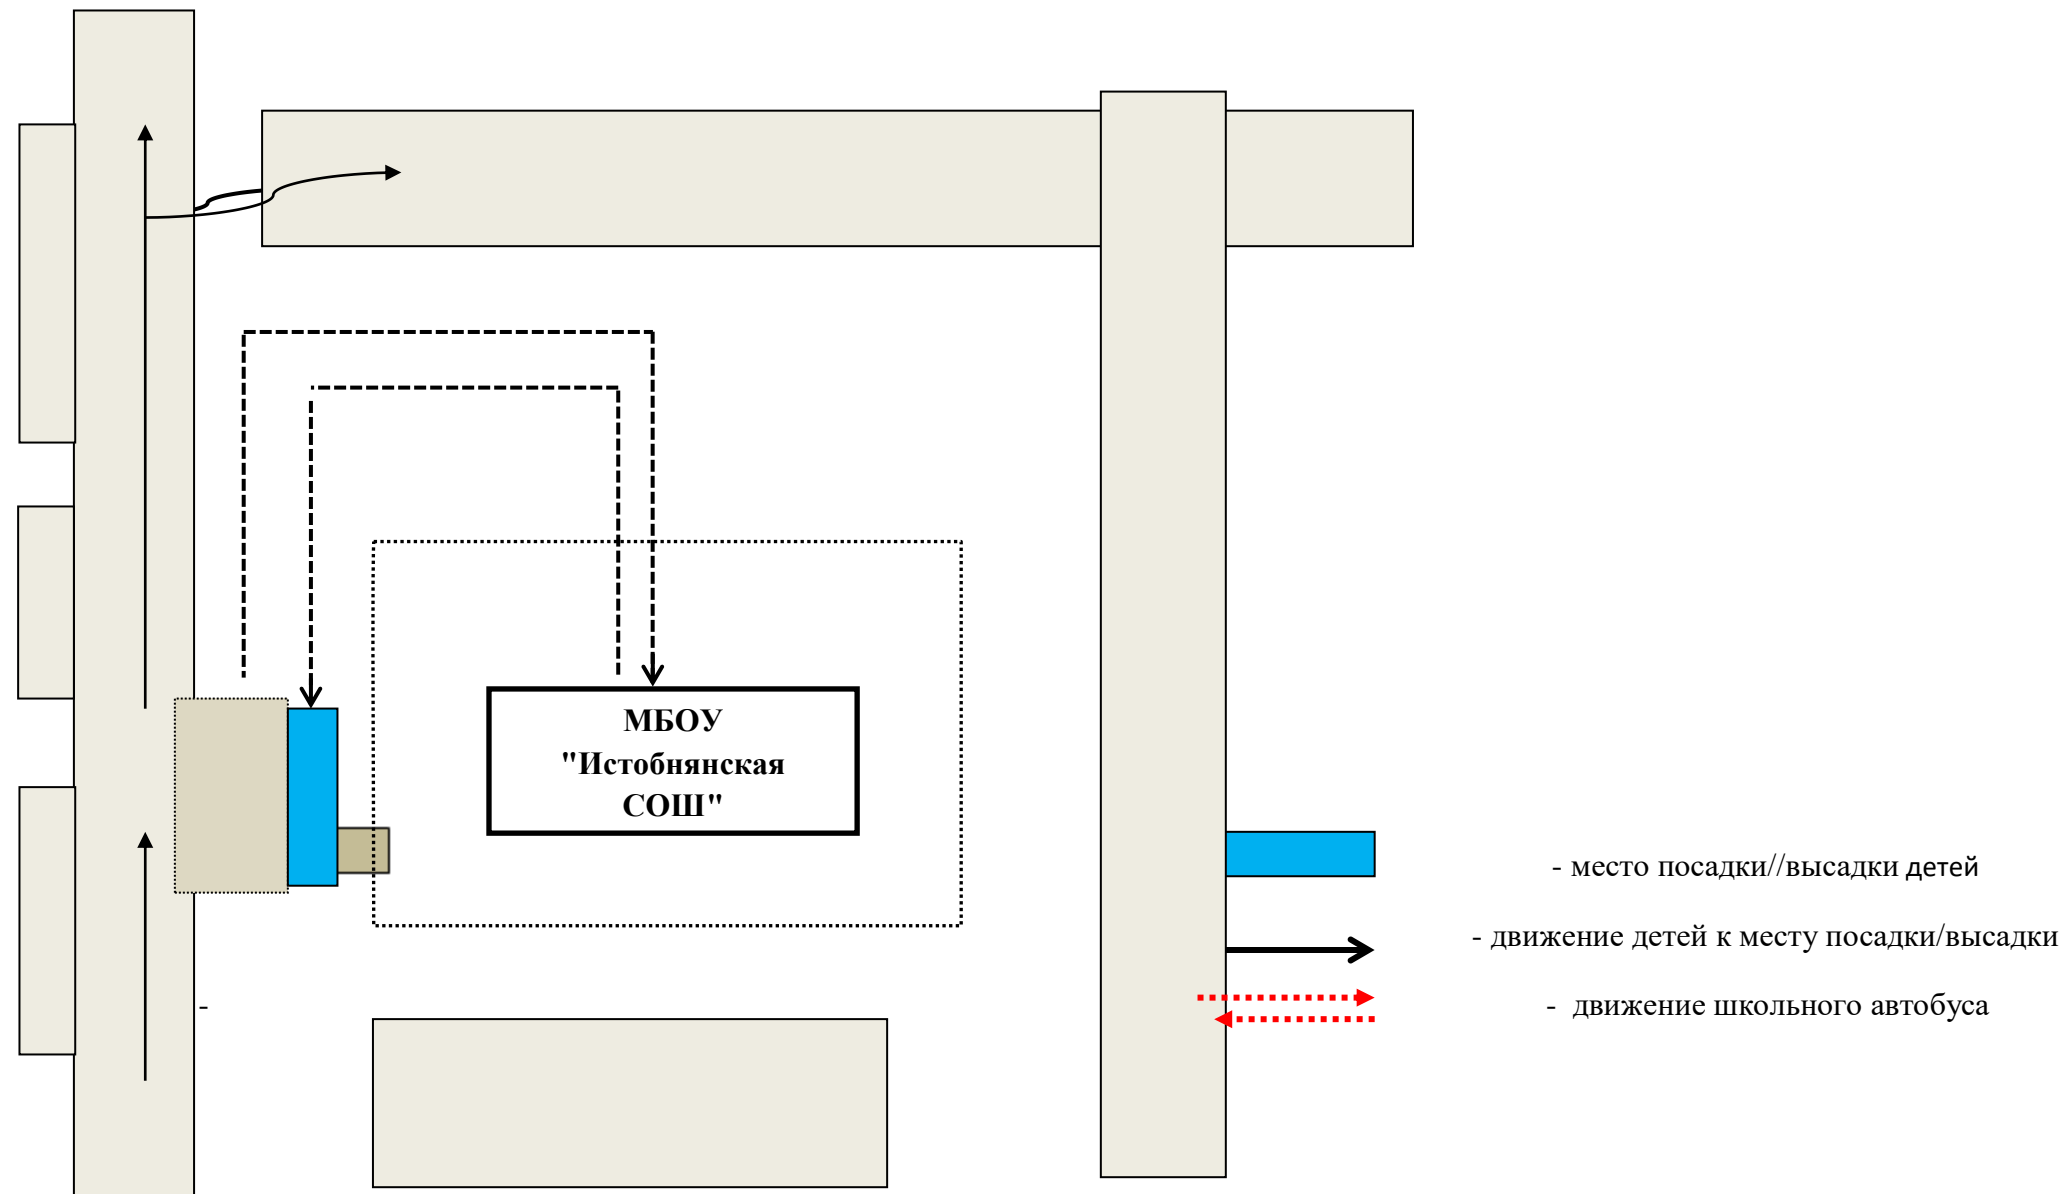 МБОУ
"Истобнянская
СОШ"
- место посадки//высадки детей
- движение детей к месту посадки/высадки
- движение школьного автобуса
-